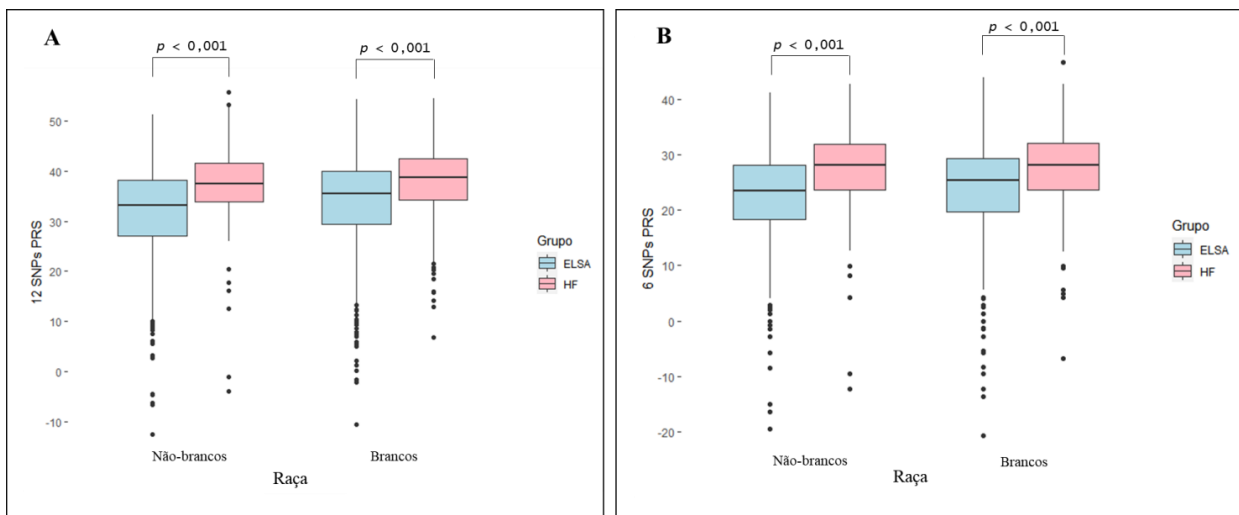 A
p < 0,001
p < 0,001
12 SNPs PRS
50
40
30
20
10
0
-10
Não-brancos
Brancos
Raça
Grupo
ELSA
HF
B
p < 0,001
p < 0,001
6 SNPs PRS
40
30
20
10
0
-10
-20
Não-brancos
Brancos
Raça
Grupo
ELSA
HF